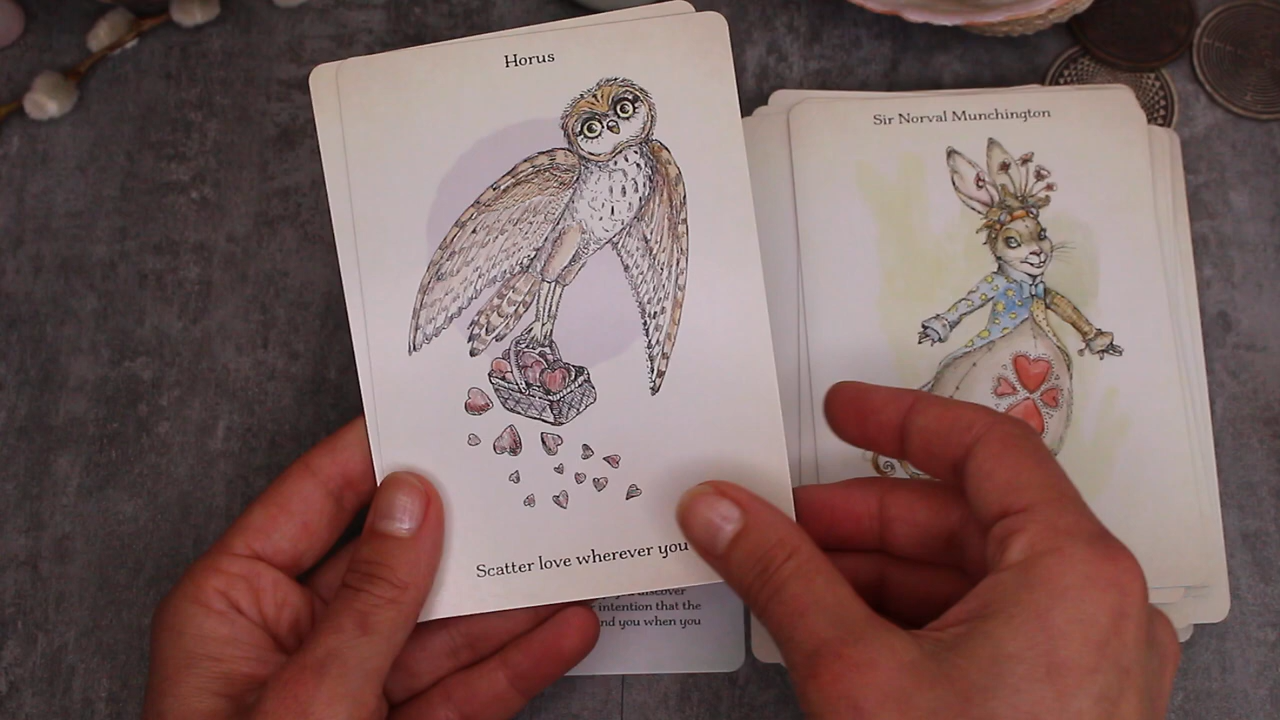 Horus
Scatter love wherever you
Sir Norval Munchington
discover
intention that the
nd you when you